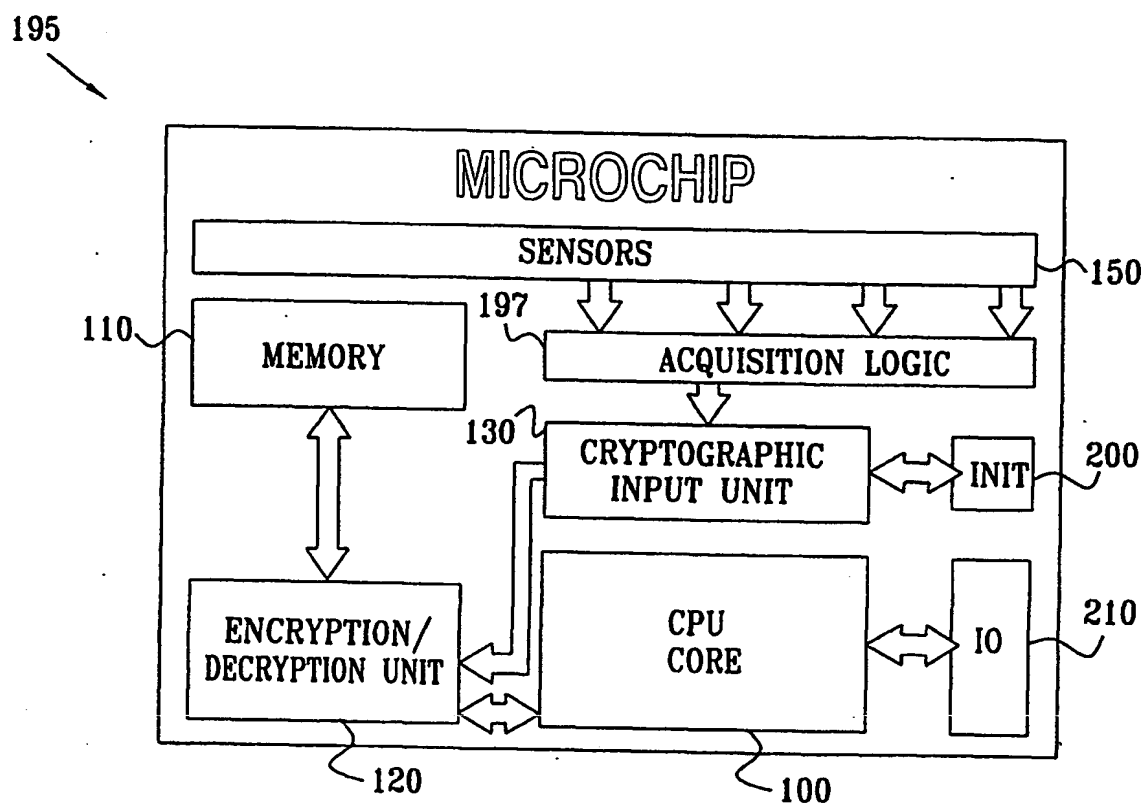 195
MICROCHIP
SENSORS
150
110
MEMORY
197
ACQUISITION LOGIC
130
CRYPTOGRAPHIC
INPUT UNIT
INIT
200
ENCRYPTION/
DECRYPTION UNIT
CPU
CORE
IO
210
120
100